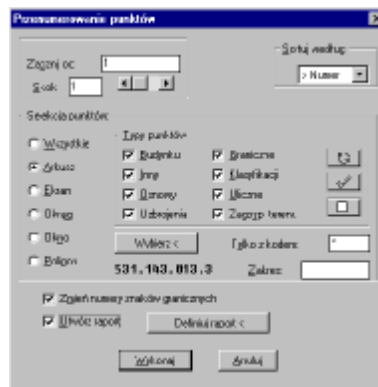 Przenumerowanie punktów
Zacznij od: 1
Skok: 1
Sortuj według
> Numer
Selekcja punktów
Wszystkie
Arkusz
Ekran
Okrąg
Okno
Poligon
Typy punktów
Budynku
Inny
Osnowy
Uzbrojenia
Graniczne
Klasyfikacji
Uliczne
Wybierz <
Tylko z kodem: *
531.143.013.3
Zakres:
Zmień numery znaków granicznych
Utwórz raport
Definiuj raport <
Wykonaj
Anuluj